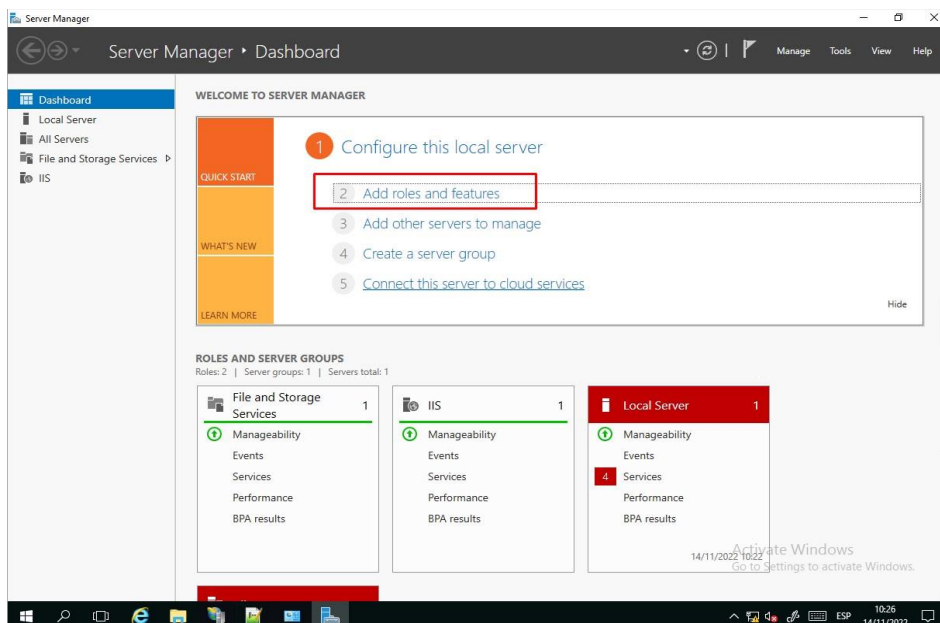 Server Manager
Server Manager • Dashboard
Manage Tools View Help
Dashboard
Local Server
All Servers
File and Storage Services
IIS
WELCOME TO SERVER MANAGER
QUICK START
WHAT'S NEW
LEARN MORE
1 Configure this local server
2 Add roles and features
3 Add other servers to manage
4 Create a server group
5 Connect this server to cloud services
Hide
ROLES AND SERVER GROUPS
Roles: 2 | Server groups: 1 | Servers total: 1
File and Storage
Services
1
Manageability
Events
Services
Performance
BPA results
IIS 1
Manageability
Events
Services
Performance
BPA results
Local Server 1
Manageability
Events
4 Services
Performance
BPA results
14/11/2022 10:22
Activate Windows
Go to Settings to activate Windows.
ESP
10:26
14/11/2022